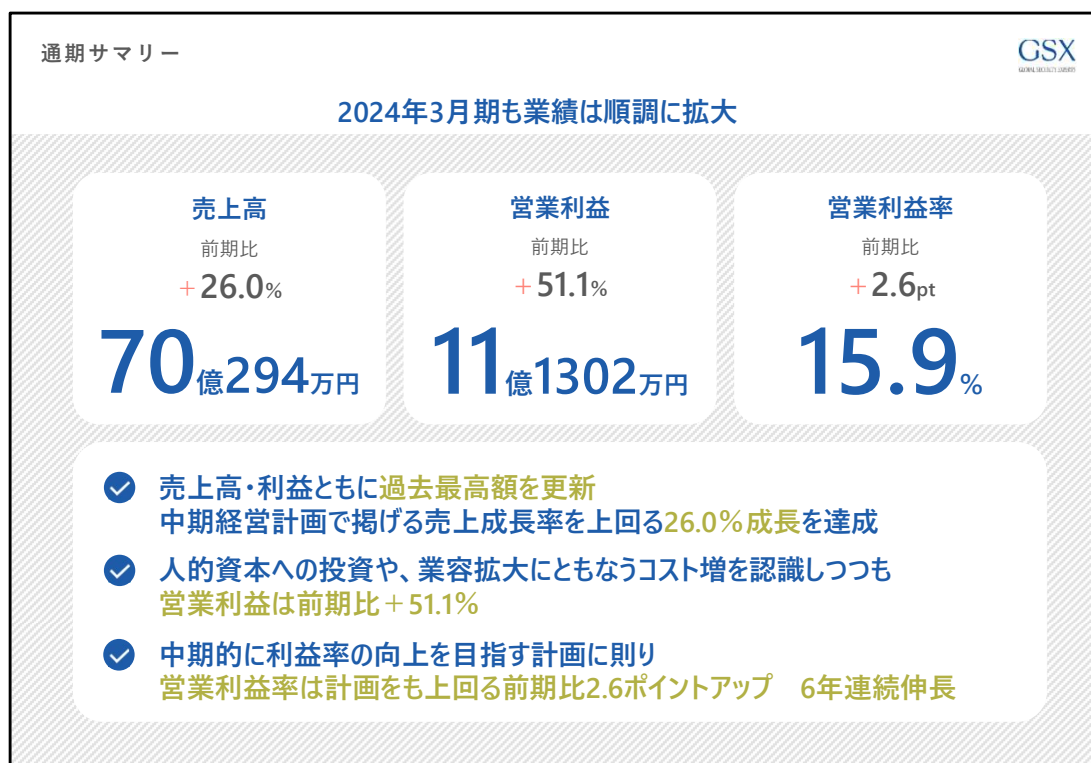 通期サマリー
GSX
GLOBAL SECURITY EXPERTS
2024年3月期も業績は順調に拡大
売上高
前期比
+26.0%
70億294万円
営業利益
前期比
+51.1%
11億1302万円
営業利益率
前期比
+2.6pt
15.9%
売上高・利益ともに過去最高額を更新
中期経営計画で掲げる売上成長率を上回る26.0%成長を達成
人的資本への投資や、業容拡大にともなうコスト増を認識しつつも
営業利益は前期比+51.1%
中期的に利益率の向上を目指す計画に則り
営業利益率は計画をも上回る前期比2.6ポイントアップ　6年連続伸長